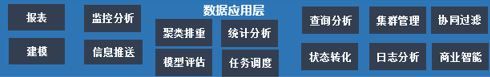 数据应用层
报表
监控分析
聚类排重
统计分析
查询分析
集群管理
协同过滤
建模
信息推送
模型评估
任务调度
状态转化
日志分析
商业智能